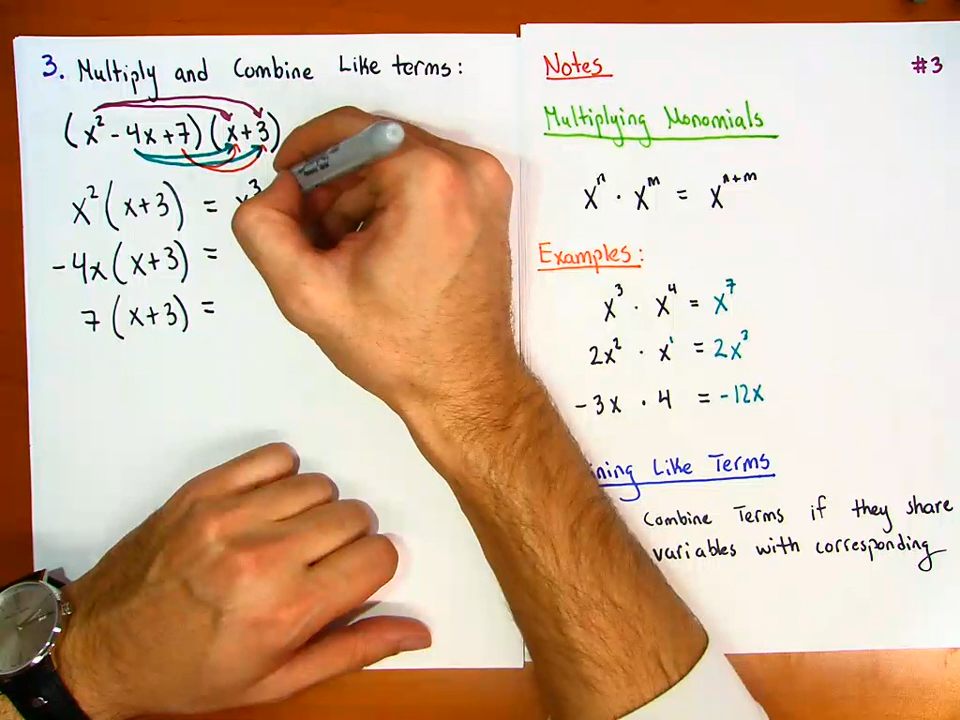 3. Multiply and Combine Like terms:
(x² - 4x + 7)(x + 3)
x²(x+3) = x³
-4x(x+3) =
7(x+3) =
Notes #3
Multiplying Monomials
xⁿ · xᵐ = xⁿ⁺ᵐ
Examples:
x³ · x⁴ = x⁷
2x² · x¹ = 2x³
-3x · 4 = -12x
ning Like Terms
Combine Terms if they share
variables with corresponding